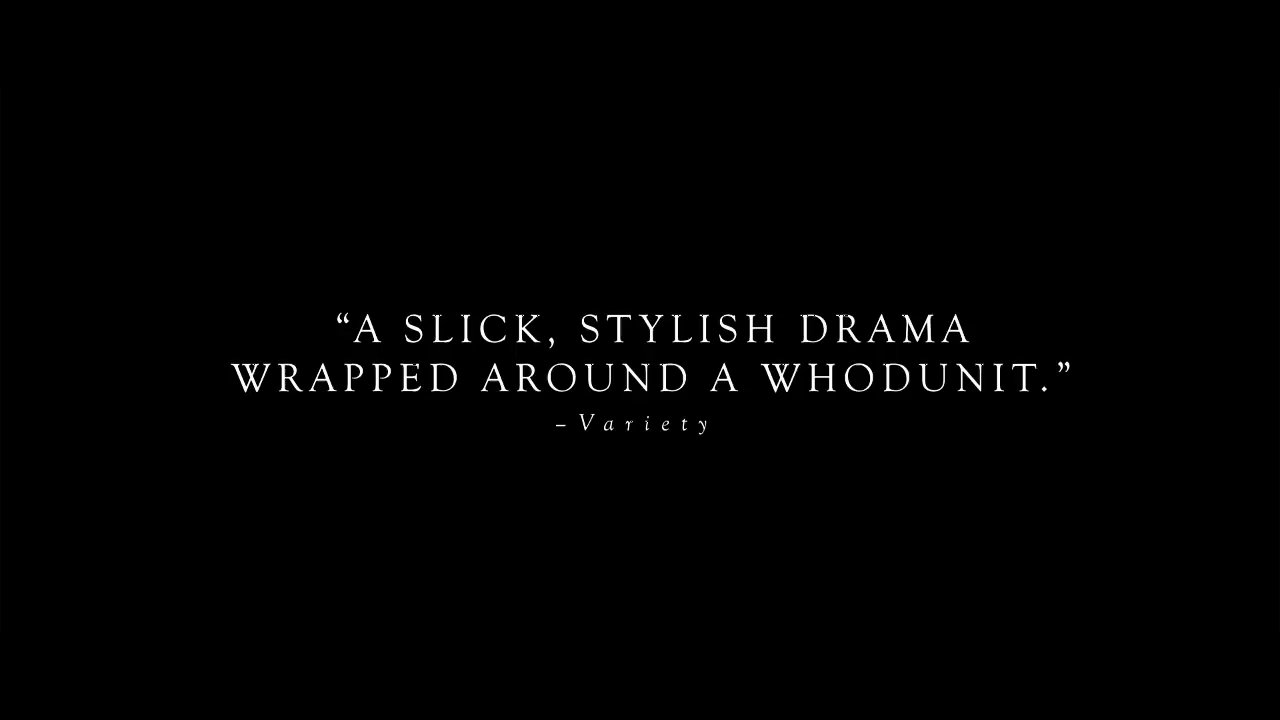 “A SLICK, STYLISH DRAMA
WRAPPED AROUND A WHODUNIT.”
– Variety